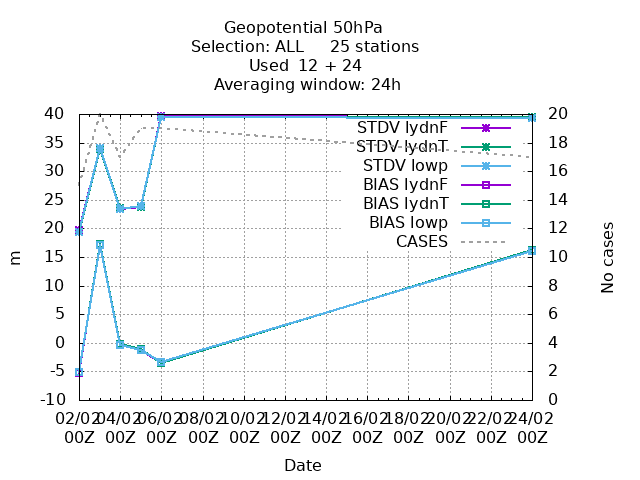 Geopotential 50hPa
Selection: ALL 25 stations
Used 12 + 24
Averaging window: 24h
40
35
30
25
20
15
10
5
0
-5
-10
m
20
18
16
14
12
10
8
6
4
2
0
No cases
STDV lydnF
STDV lydnT
STDV lowp
BIAS lydnF
BIAS lydnT
BIAS lowp
CASES
02/02 04/02 06/02 08/02 10/02 12/02 14/02 16/02 18/02 20/02 22/02 24/02
00Z 00Z 00Z 00Z 00Z 00Z 00Z 00Z 00Z 00Z 00Z 00Z
Date